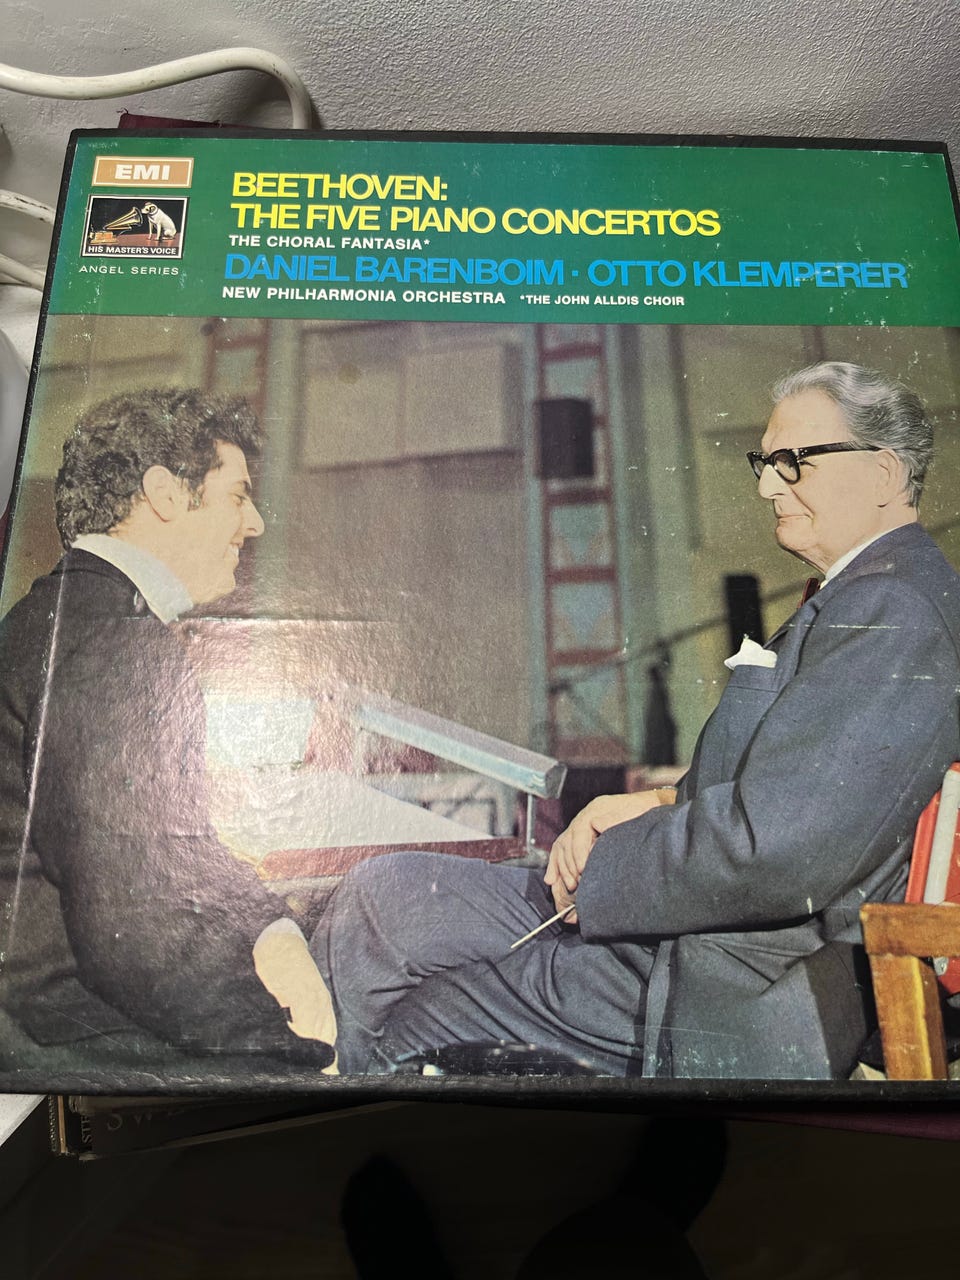 EMI
HIS MASTER'S VOICE
ANGEL SERIES
BEETHOVEN:
THE FIVE PIANO CONCERTOS
THE CHORAL FANTASIA*
DANIEL BARENBOIM · OTTO KLEMPERER
NEW PHILHARMONIA ORCHESTRA *THE JOHN ALLDIS CHOIR